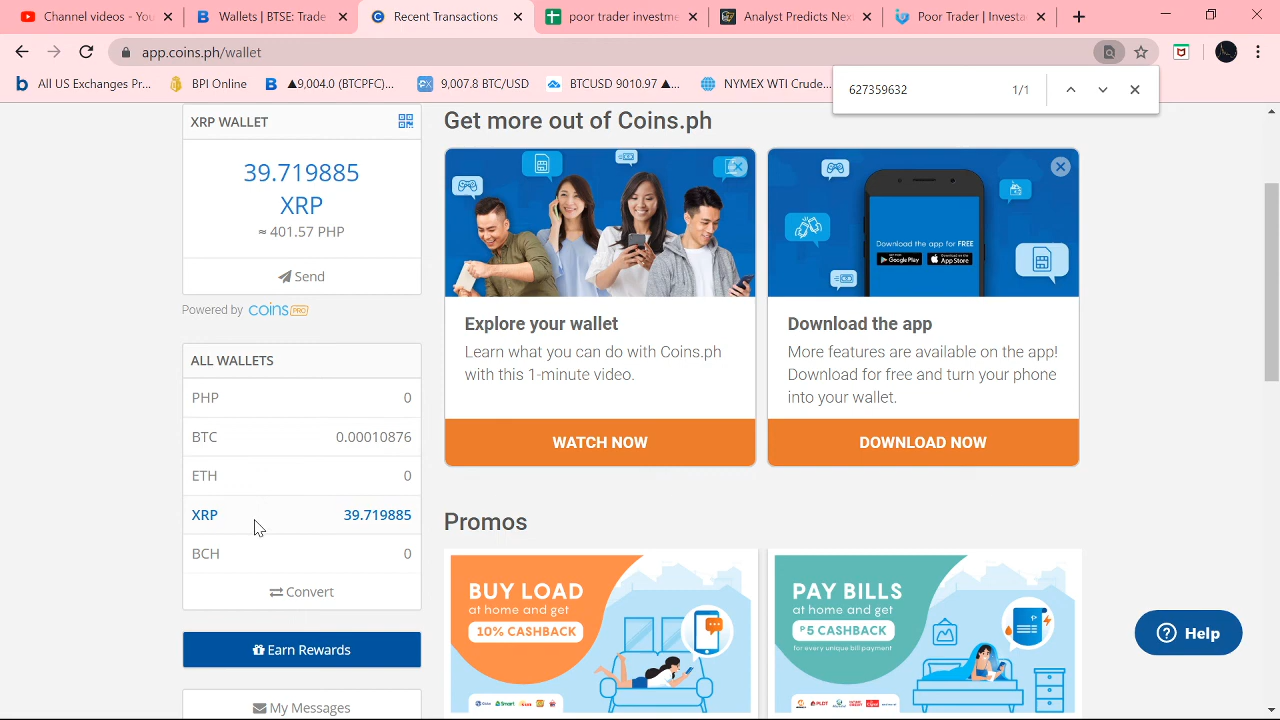 Channel videos - YouTube
Wallets | BTSE Trade
Recent Transactions
poor trader investme
Analyst Predicts Nex
Poor Trader | Investa
app.coins.ph/wallet
All US Exchanges Pr...
BPI Online
▲9,004.0 (BTCPFC)...
9,007.8 BTC/USD
BTCUSD 9010.97 ▲...
NYMEX WTI Crude...
627359632
1/1
XRP WALLET
39.719885
XRP
≈ 401.57 PHP
Send
Powered by coins PRO
ALL WALLETS
PHP 0
BTC 0.00010876
ETH 0
XRP 39.719885
BCH 0
Convert
Earn Rewards
My Messages
Get more out of Coins.ph
Explore your wallet
Learn what you can do with Coins.ph
with this 1-minute video.
WATCH NOW
Download the app for FREE
Google Play
App Store
Download the app
More features are available on the app!
Download for free and turn your phone
into your wallet.
DOWNLOAD NOW
Promos
BUY LOAD
at home and get
10% CASHBACK
Smart
PAY BILLS
at home and get
₱5 CASHBACK
for every unique bill payment
PLDT
Help